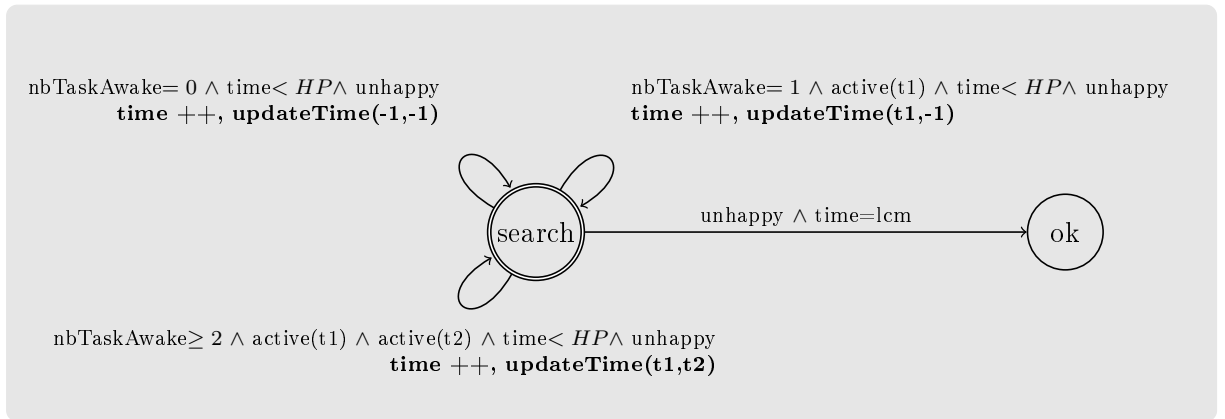 nbTaskAwake= 0 ∧ time< HP∧ unhappy
time ++, updateTime(-1,-1)
nbTaskAwake= 1 ∧ active(t1) ∧ time< HP∧ unhappy
time ++, updateTime(t1,-1)
unhappy ∧ time=lcm
search
ok
nbTaskAwake≥ 2 ∧ active(t1) ∧ active(t2) ∧ time< HP∧ unhappy
time ++, updateTime(t1,t2)